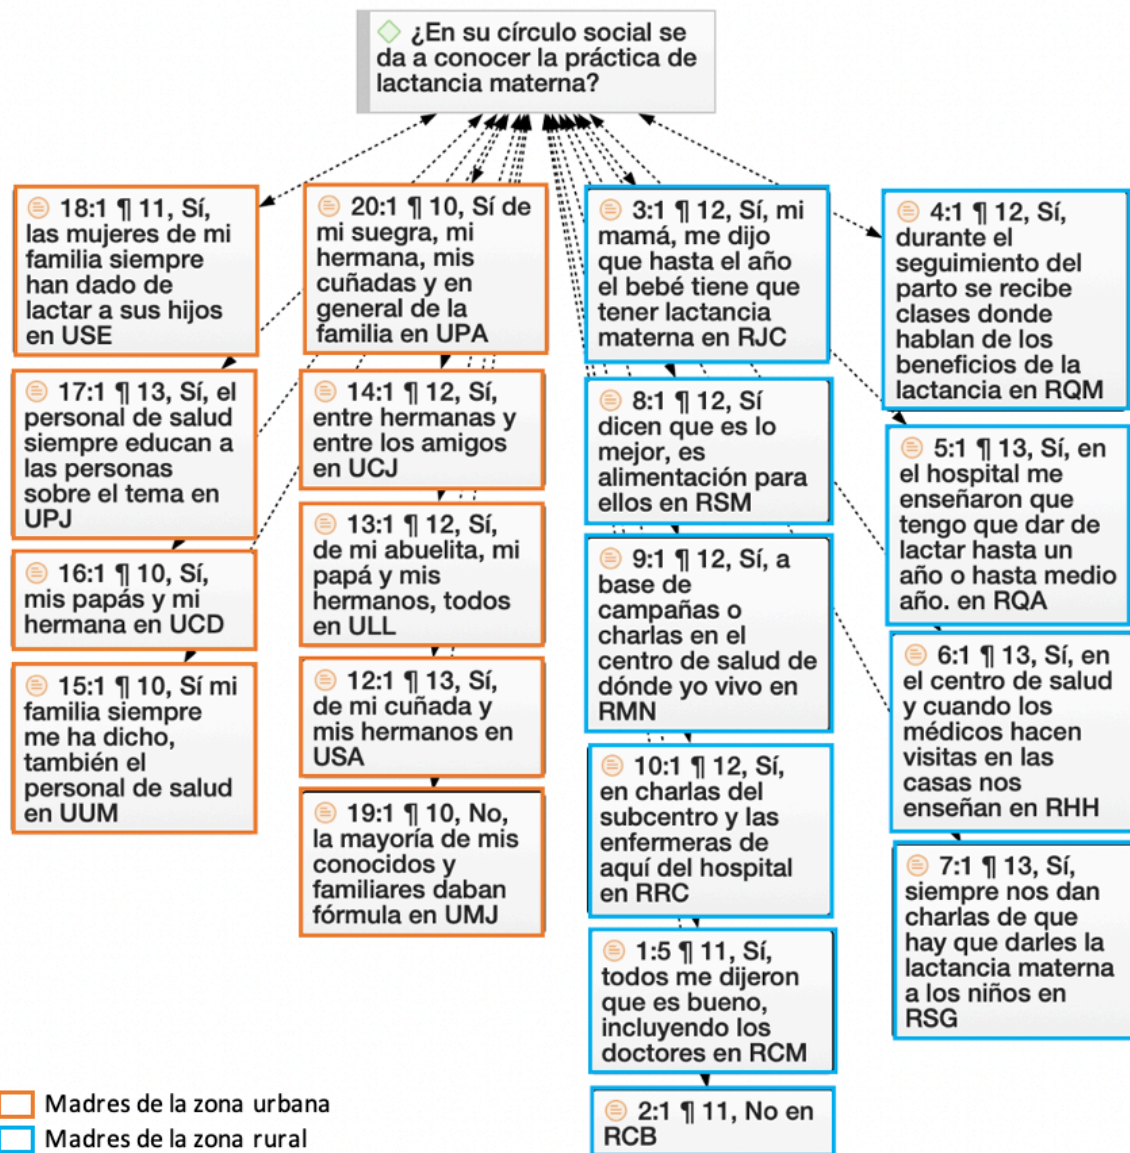 ¿En su círculo social se
da a conocer la práctica de
lactancia materna?
18:1 ¶ 11, Sí,
las mujeres de mi
familia siempre
han dado de
lactar a sus hijos
en USE
17:1 ¶ 13, Sí, el
personal de salud
siempre educan a
las personas
sobre el tema en
UPJ
16:1 ¶ 10, Sí,
mis papás y mi
hermana en UCD
15:1 ¶ 10, Sí mi
familia siempre
me ha dicho,
también el
personal de salud
en UUM
20:1 ¶ 10, Sí de
mi suegra, mi
hermana, mis
cuñadas y en
general de la
familia en UPA
14:1 ¶ 12, Sí,
entre hermanas y
entre los amigos
en UCJ
13:1 ¶ 12, Sí,
de mi abuelita, mi
papá y mis
hermanos, todos
en ULL
12:1 ¶ 13, Sí,
de mi cuñada y
mis hermanos en
USA
19:1 ¶ 10, No,
la mayoría de mis
conocidos y
familiares daban
fórmula en UMJ
3:1 ¶ 12, Sí, mi
mamá, me dijo
que hasta el año
el bebé tiene que
tener lactancia
materna en RJC
8:1 ¶ 12, Sí
dicen que es lo
mejor, es
alimentación para
ellos en RSM
9:1 ¶ 12, Sí, a
base de
campañas o
charlas en el
centro de salud de
dónde yo vivo en
RMN
10:1 ¶ 12, Sí,
en charlas del
subcentro y las
enfermeras de
aquí del hospital
en RRC
1:5 ¶ 11, Sí,
todos me dijeron
que es bueno,
incluyendo los
doctores en RCM
2:1 ¶ 11, No en
RCB
4:1 ¶ 12, Sí,
durante el
seguimiento del
parto se recibe
clases donde
hablan de los
beneficios de la
lactancia en RQM
5:1 ¶ 13, Sí, en
el hospital me
enseñaron que
tengo que dar de
lactar hasta un
año o hasta medio
año. en RQA
6:1 ¶ 13, Sí, en
el centro de salud
y cuando los
médicos hacen
visitas en las
casas nos
enseñan en RHH
7:1 ¶ 13, Sí,
siempre nos dan
charlas de que
hay que darles la
lactancia materna
a los niños en
RSG
Madres de la zona urbana
Madres de la zona rural